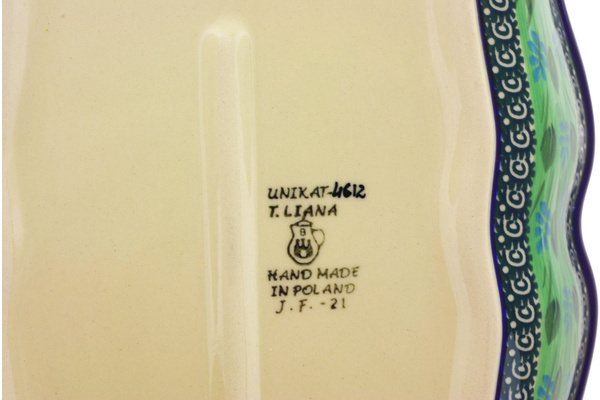 UNIKAT-4612
T. LIANA
B
HAND MADE
IN POLAND
J.F. -21